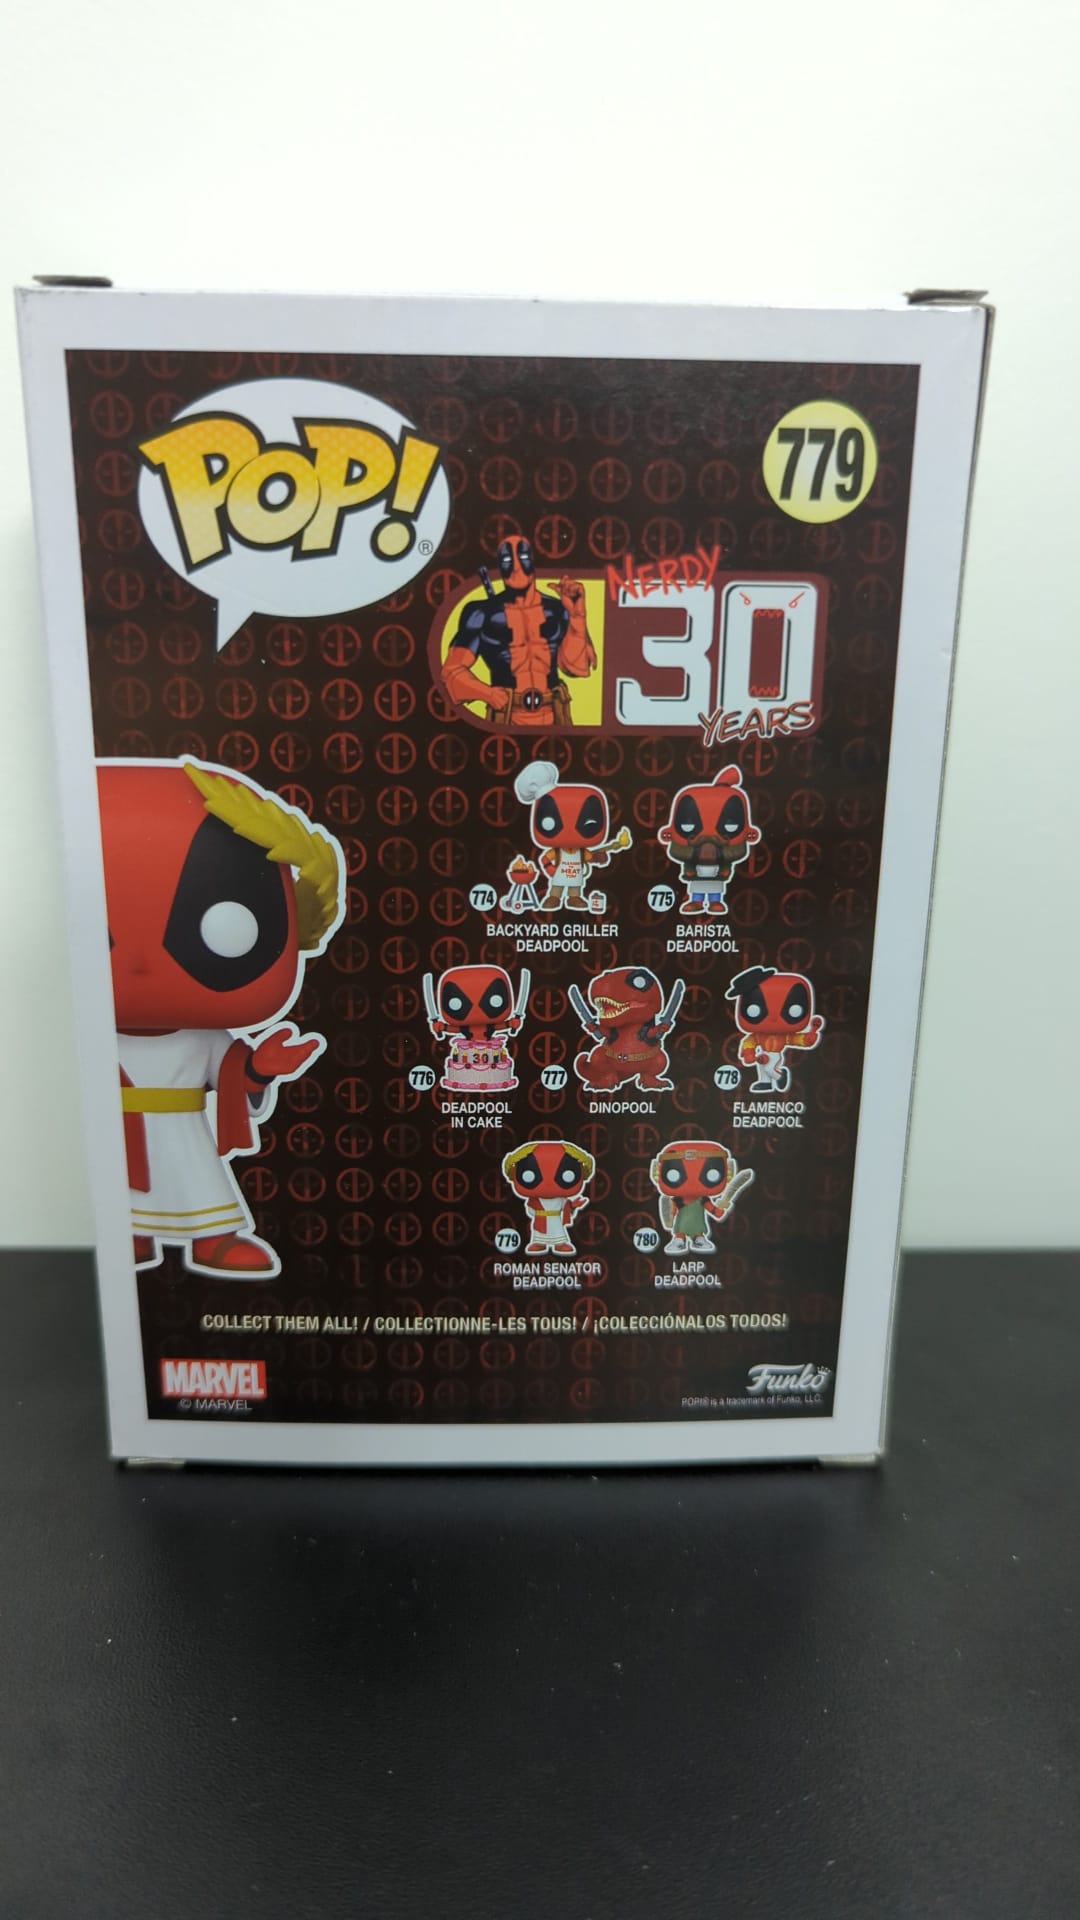 POP!®
779
NERDY
30
YEARS
774
BACKYARD GRILLER
DEADPOOL
775
BARISTA
DEADPOOL
30
776
DEADPOOL
IN CAKE
777
DINOPOOL
778
FLAMENCO
DEADPOOL
779
ROMAN SENATOR
DEADPOOL
780
LARP
DEADPOOL
COLLECT THEM ALL! / COLLECTIONNE-LES TOUS! / ¡COLECCIÓNALOS TODOS!
MARVEL
© MARVEL
Funko
POP!® is a trademark of Funko, LLC.